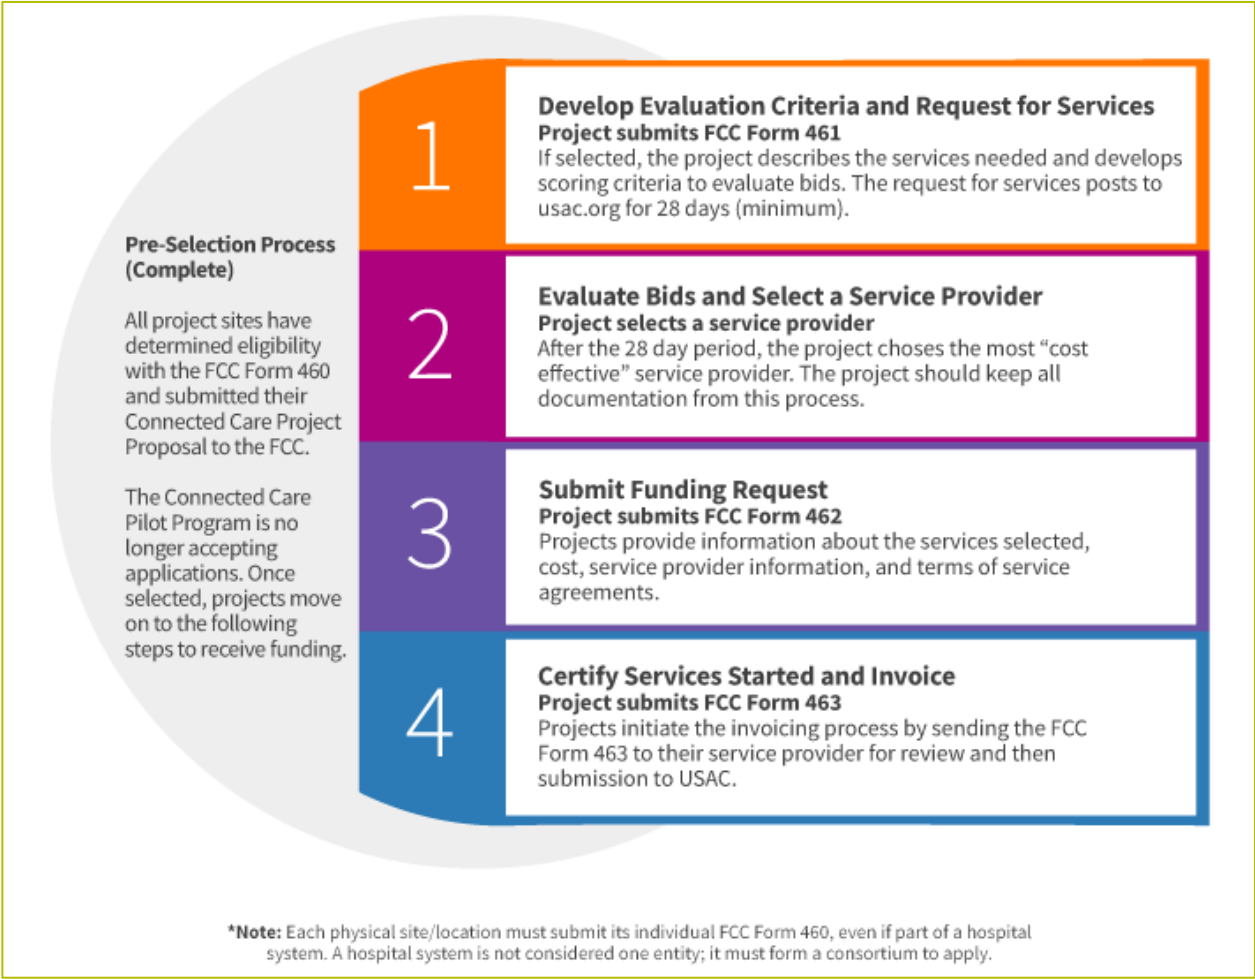 Pre-Selection Process
(Complete)
All project sites have
determined eligibility
with the FCC Form 460
and submitted their
Connected Care Project
Proposal to the FCC.
The Connected Care
Pilot Program is no
longer accepting
applications. Once
selected, projects move
on to the following
steps to receive funding.
1
Develop Evaluation Criteria and Request for Services
Project submits FCC Form 461
If selected, the project describes the services needed and develops
scoring criteria to evaluate bids. The request for services posts to
usac.org for 28 days (minimum).
2
Evaluate Bids and Select a Service Provider
Project selects a service provider
After the 28 day period, the project choses the most “cost
effective” service provider. The project should keep all
documentation from this process.
3
Submit Funding Request
Project submits FCC Form 462
Projects provide information about the services selected,
cost, service provider information, and terms of service
agreements.
4
Certify Services Started and Invoice
Project submits FCC Form 463
Projects initiate the invoicing process by sending the FCC
Form 463 to their service provider for review and then
submission to USAC.
*Note: Each physical site/location must submit its individual FCC Form 460, even if part of a hospital
system. A hospital system is not considered one entity; it must form a consortium to apply.